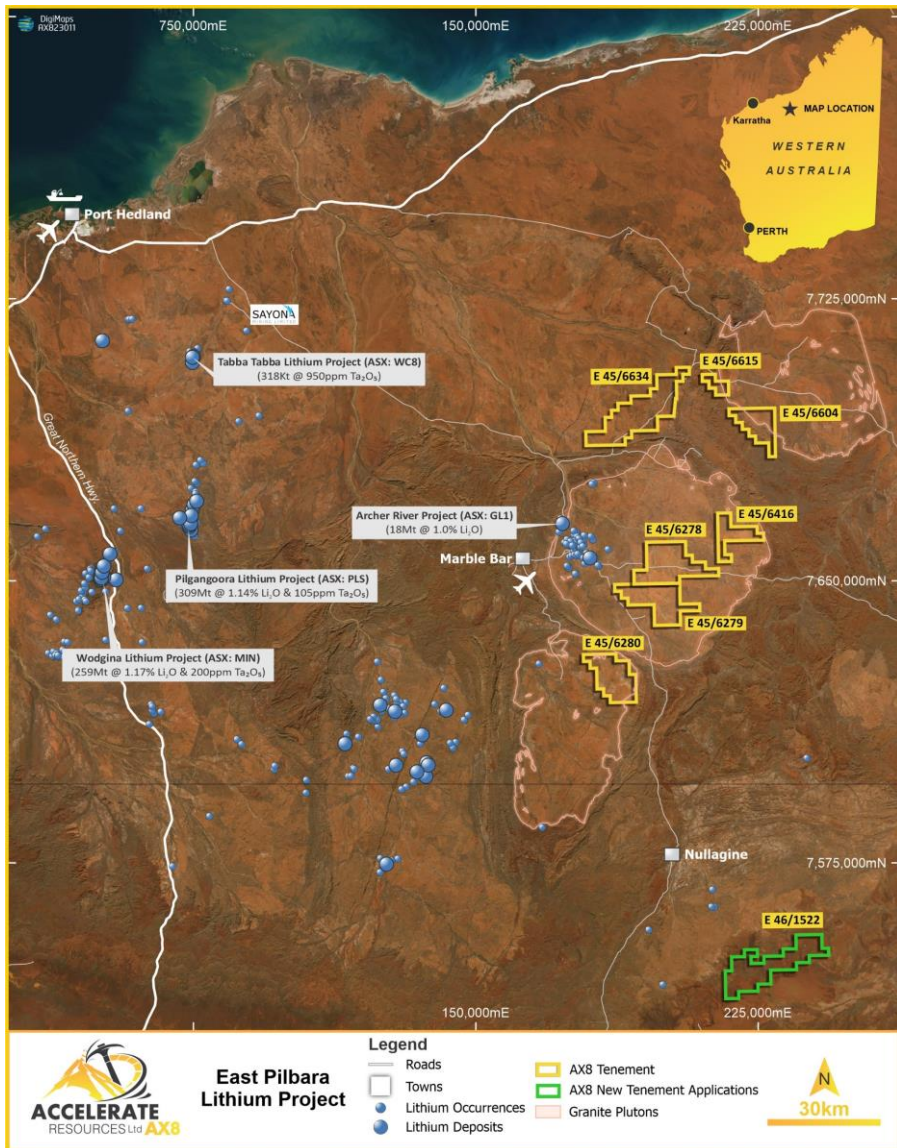 DigiMaps
AX823011
750,000mE
150,000mE
225,000mE
Karratha
MAP LOCATION
WESTERN
AUSTRALIA
PERTH
Port Hedland
7,725,000mN
SAYONA
MINING LIMITED
Tabba Tabba Lithium Project (ASX: WC8)
(318Kt @ 950ppm Ta₂O₅)
E 45/6634
E 45/6615
E 45/6604
Great Northern Hwy
Archer River Project (ASX: GL1)
(18Mt @ 1.0% Li₂O)
E 45/6416
E 45/6278
Marble Bar
Pilgangoora Lithium Project (ASX: PLS)
(309Mt @ 1.14% Li₂O & 105ppm Ta₂O₅)
7,650,000mN
E 45/6279
E 45/6280
Wodgina Lithium Project (ASX: MIN)
(259Mt @ 1.17% Li₂O & 200ppm Ta₂O₅)
Nullagine
7,575,000mN
E 46/1522
150,000mE
225,000mE
ACCELERATE
RESOURCES Ltd AX8
East Pilbara
Lithium Project
Legend
Roads
Towns
Lithium Occurrences
Lithium Deposits
AX8 Tenement
AX8 New Tenement Applications
Granite Plutons
N
30km